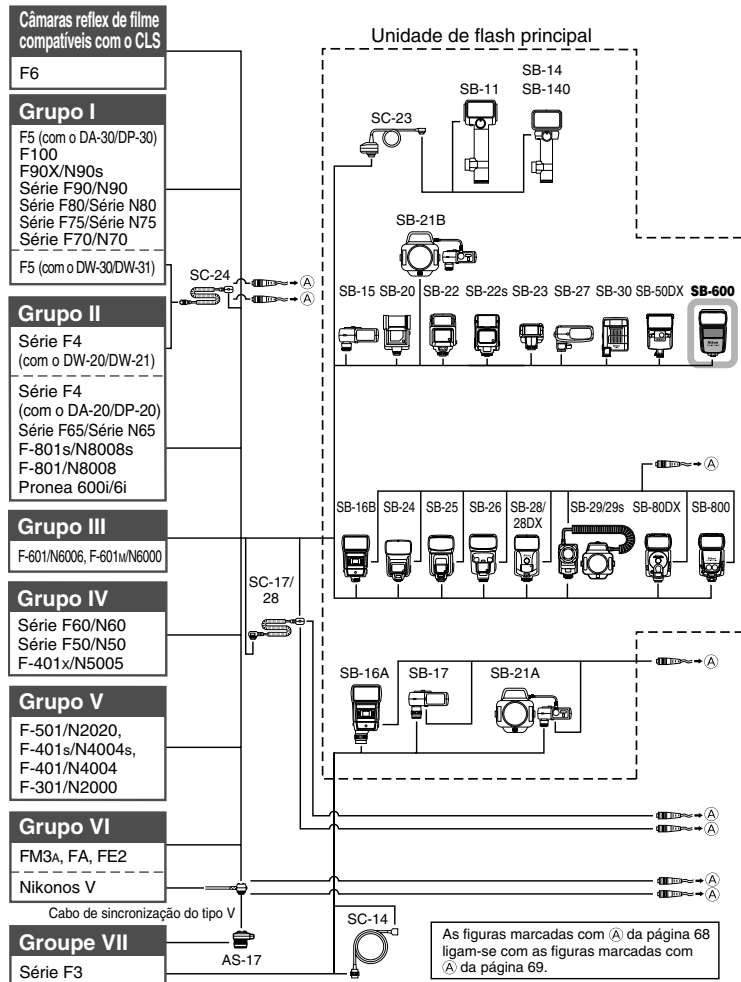 Câmaras reflex de filme
compatíveis com o CLS
F6
Grupo I
F5 (com o DA-30/DP-30)
F100
F90X/N90s
Série F90/N90
Série F80/Série N80
Série F75/Série N75
Série F70/N70
F5 (com o DW-30/DW-31)
Grupo II
Série F4
(com o DW-20/DW-21)
Série F4
(com o DA-20/DP-20)
Série F65/Série N65
F-801s/N8008s
F-801/N8008
Pronea 600i/6i
Grupo III
F-601/N6006, F-601M/N6000
Grupo IV
Série F60/N60
Série F50/N50
F-401x/N5005
Grupo V
F-501/N2020,
F-401s/N4004s,
F-401/N4004
F-301/N2000
Grupo VI
FM3A, FA, FE2
Nikonos V
Cabo de sincronização do tipo V
Groupe VII
Série F3
AS-17
SC-24
A
A
SC-17/
28
Unidade de flash principal
SC-23
SB-11
SB-14
SB-140
SB-21B
SB-15 SB-20 SB-22 SB-22s SB-23 SB-27 SB-30 SB-50DX SB-600
A
SB-16B SB-24 SB-25 SB-26 SB-28/
28DX
SB-29/29s SB-80DX SB-800
SB-16A SB-17 SB-21A
A
A
A
A
A
SC-14
As figuras marcadas com A da página 68
ligam-se com as figuras marcadas com
A da página 69.